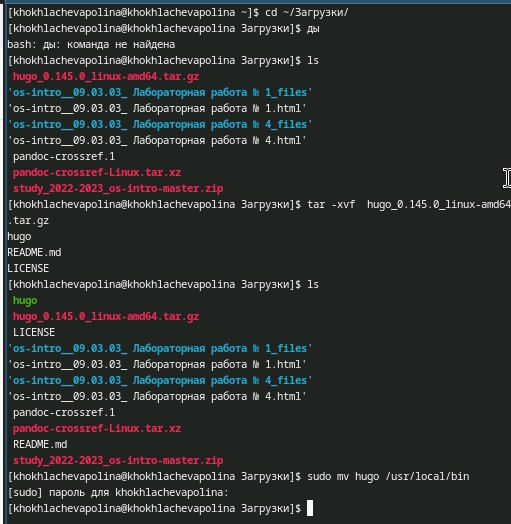 [khokhlachevapolina@khokhlachevapolina ~]$ cd ~/Загрузки/
[khokhlachevapolina@khokhlachevapolina Загрузки]$ ды
bash: ды: команда не найдена
[khokhlachevapolina@khokhlachevapolina Загрузки]$ ls
hugo_0.145.0_linux-amd64.tar.gz
'os-intro__09.03.03_ Лабораторная работа № 1_files'
'os-intro__09.03.03_ Лабораторная работа № 1.html'
'os-intro__09.03.03_ Лабораторная работа № 4_files'
'os-intro__09.03.03_ Лабораторная работа № 4.html'
pandoc-crossref.1
pandoc-crossref-Linux.tar.xz
study_2022-2023_os-intro-master.zip
[khokhlachevapolina@khokhlachevapolina Загрузки]$ tar -xvf  hugo_0.145.0_linux-amd64
.tar.gz
hugo
README.md
LICENSE
[khokhlachevapolina@khokhlachevapolina Загрузки]$ ls
hugo
hugo_0.145.0_linux-amd64.tar.gz
LICENSE
'os-intro__09.03.03_ Лабораторная работа № 1_files'
'os-intro__09.03.03_ Лабораторная работа № 1.html'
'os-intro__09.03.03_ Лабораторная работа № 4_files'
'os-intro__09.03.03_ Лабораторная работа № 4.html'
pandoc-crossref.1
pandoc-crossref-Linux.tar.xz
README.md
study_2022-2023_os-intro-master.zip
[khokhlachevapolina@khokhlachevapolina Загрузки]$ sudo mv hugo /usr/local/bin
[sudo] пароль для khokhlachevapolina:
[khokhlachevapolina@khokhlachevapolina Загрузки]$